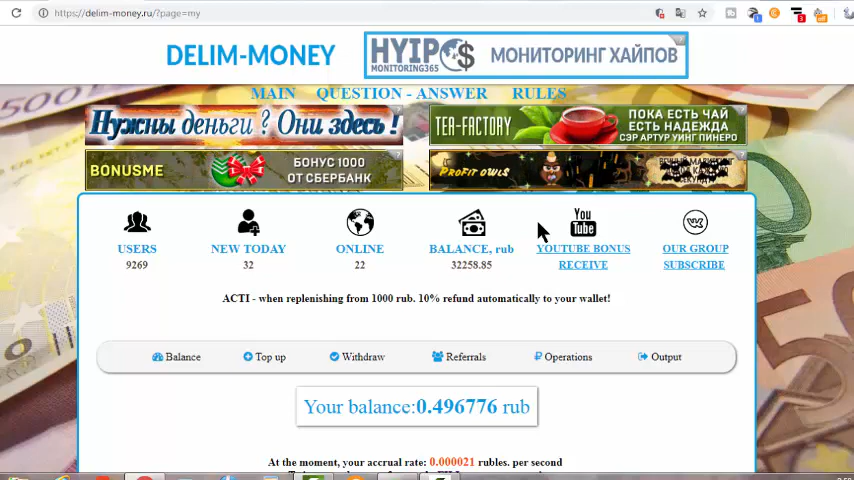 https://delim-money.ru/?page=my
DELIM-MONEY
HYIP $
MONITORING365
МОНИТОРИНГ ХАЙПОВ
MAIN QUESTION - ANSWER RULES
Нужны деньги ? Они здесь !
TEA-FACTORY
ПОКА ЕСТЬ ЧАЙ
ЕСТЬ НАДЕЖДА
СЭР АРТУР УИНГ ПИНЕРО
BONUSME
БОНУС 1000
ОТ СБЕРБАНК
PROFIT OWLS
You
Tube
USERS NEW TODAY ONLINE BALANCE, rub YOUTUBE BONUS OUR GROUP
9269 32 22 32258.85 RECEIVE SUBSCRIBE
ACTI - when replenishing from 1000 rub. 10% refund automatically to your wallet!
Balance Top up Withdraw Referrals Operations Output
Your balance:0.496776 rub
At the moment, your accrual rate: 0.000021 rubles. per second